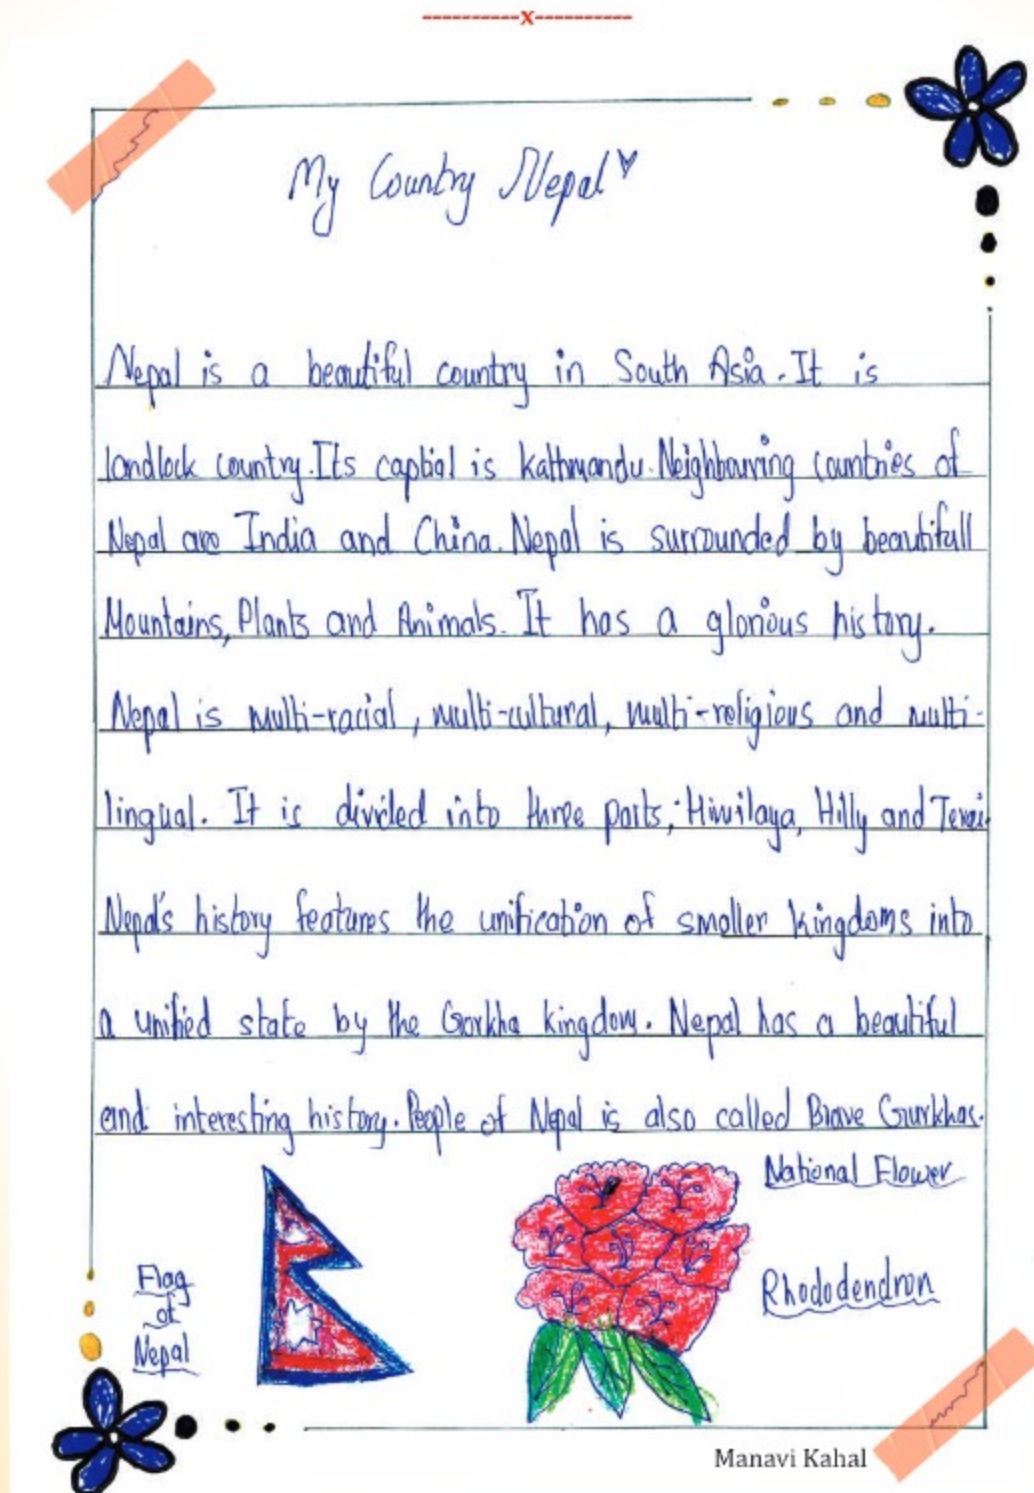 ----------x----------
My Country Nepal
Nepal is a beautiful country in South Asia. It is
landlock country. Its captial is kathmandu. Neighbouring countries of
Nepal are India and China. Nepal is surrounded by beautifull
Mountains, Plants and Animals. It has a glorious history.
Nepal is multi-racial, multi-cultural, multi-religious and multi-
lingual. It is divided into three parts; Himilaya, Hilly and Terai.
Nepal's history features the unification of smaller kingdoms into
a unified state by the Gorkha kingdom. Nepal has a beautiful
and interesting history. People of Nepal is also called Brave Gurkhas.
National Flower
Rhododendron
Flag
of
Nepal
Manavi Kahal